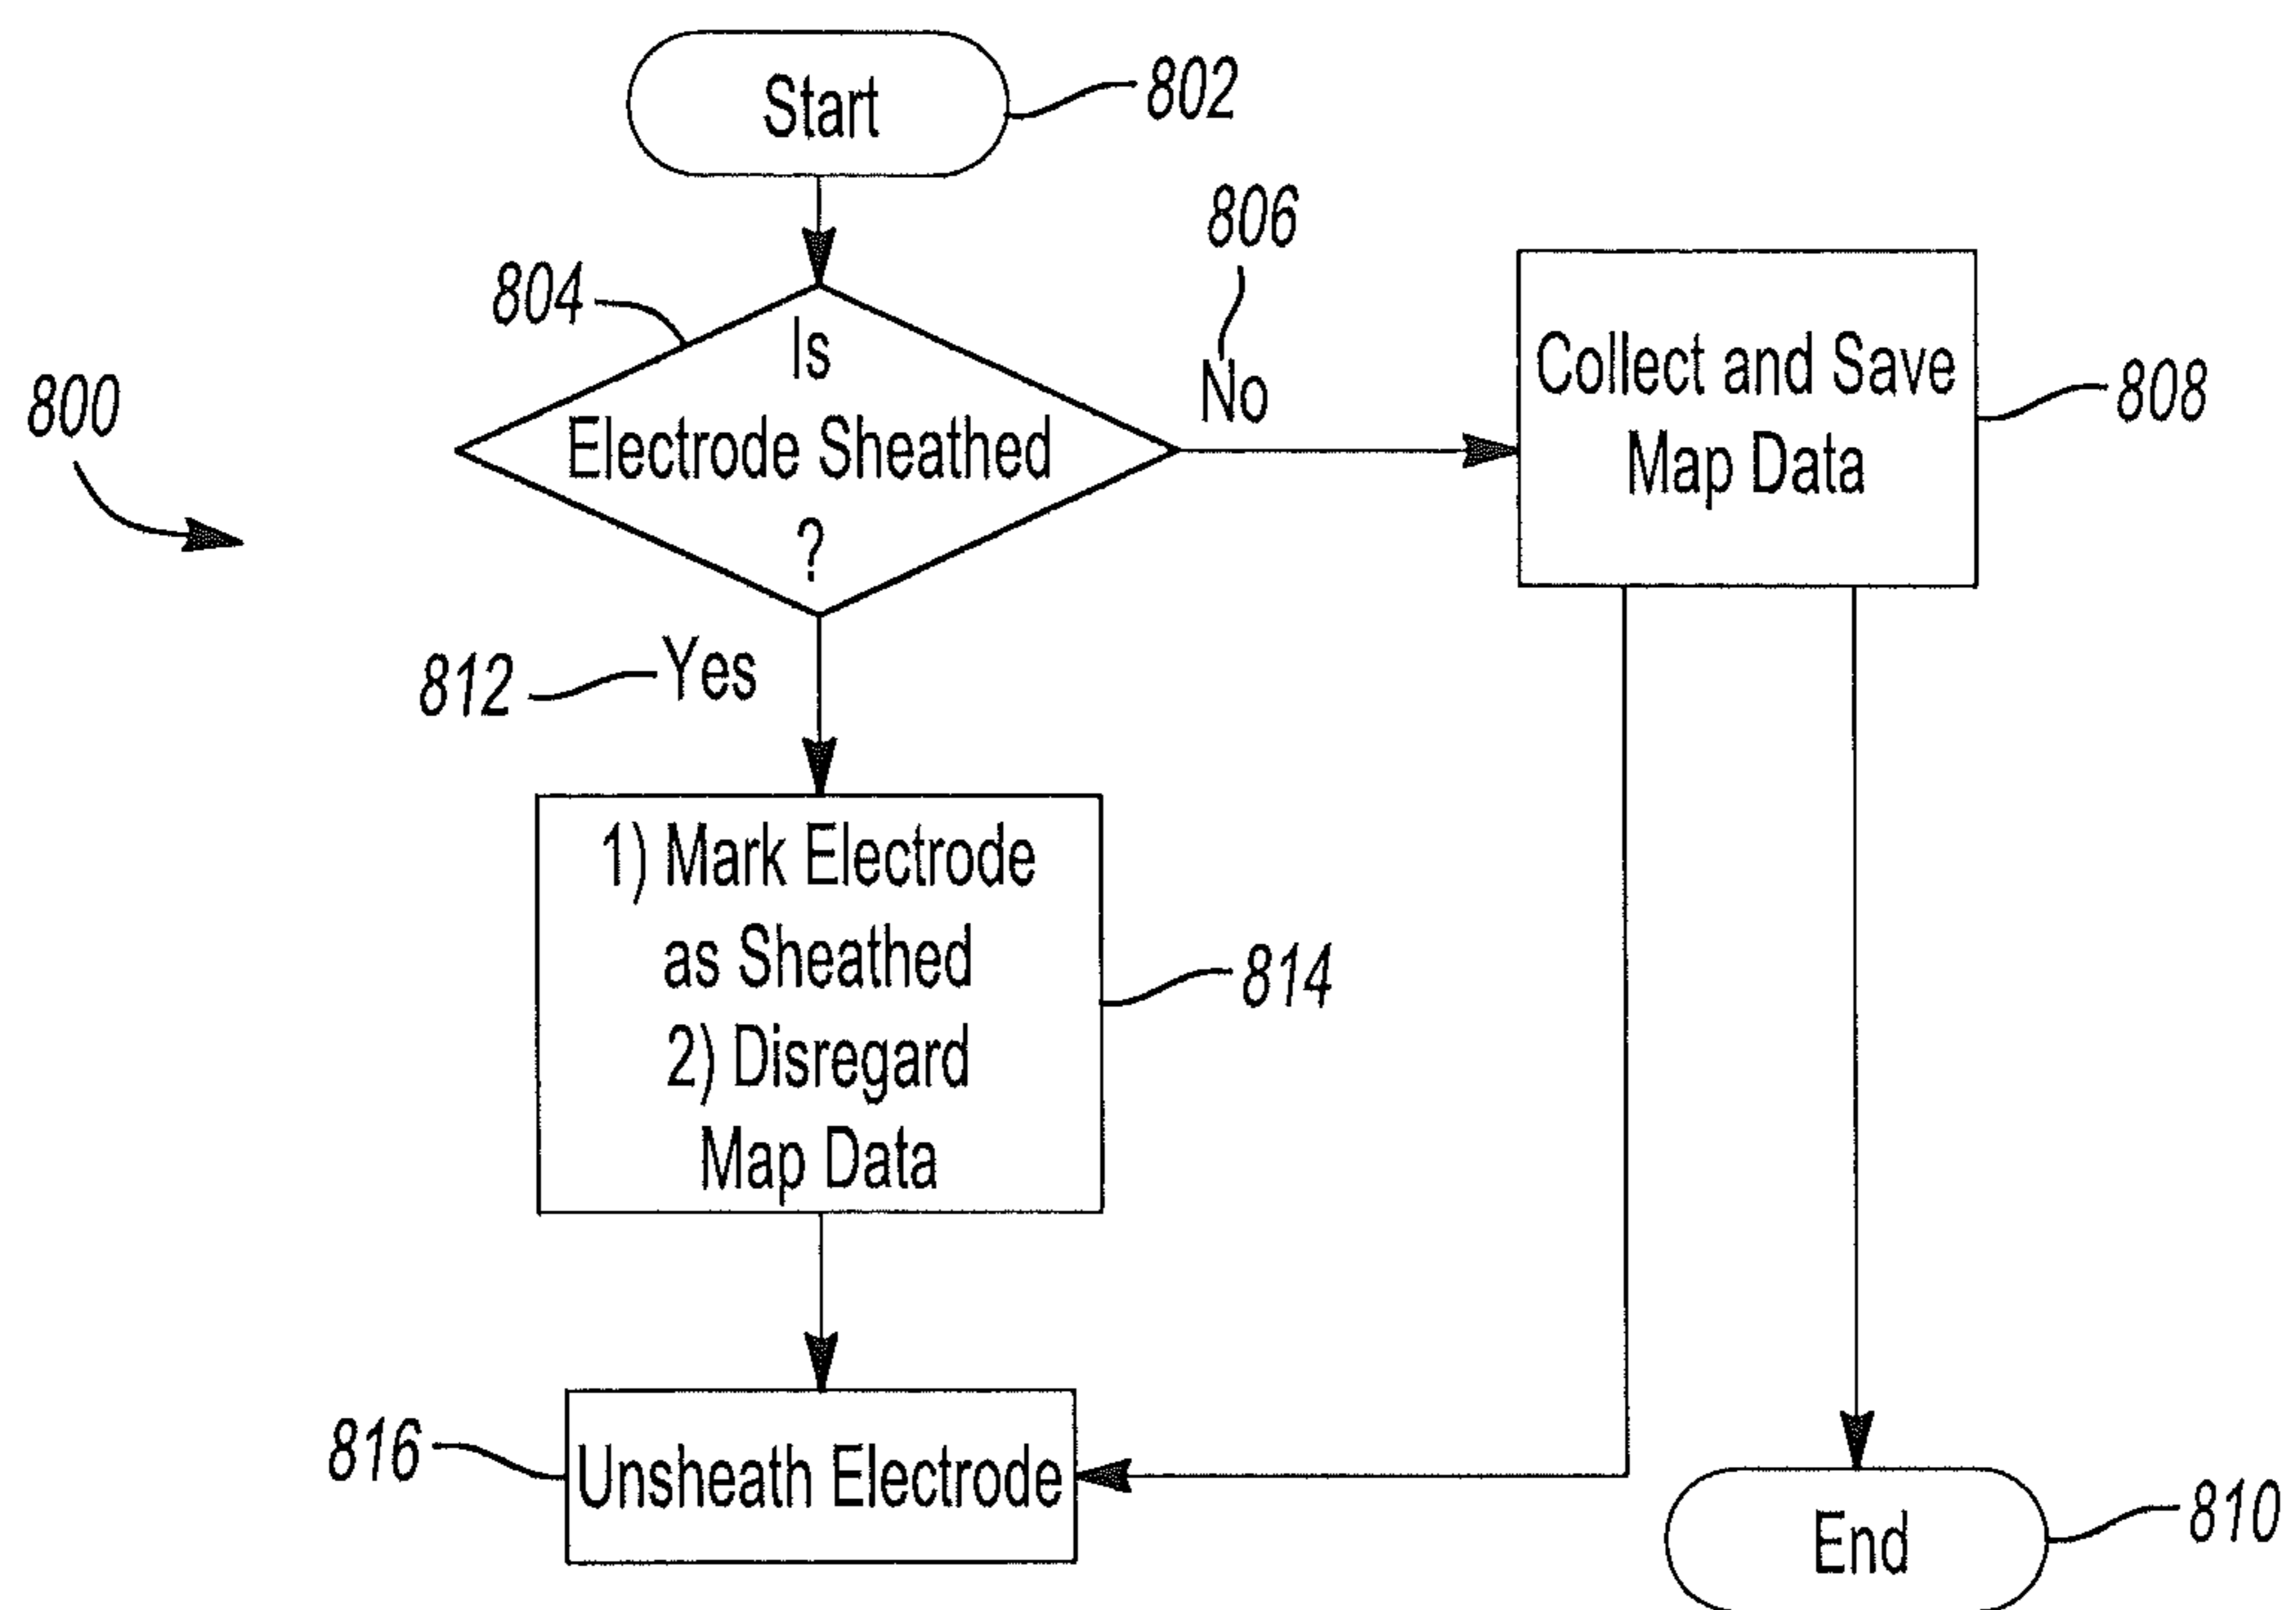 Start
802
806
804
Is
Electrode Sheathed
?
No
Collect and Save
Map Data
808
800
812
Yes
1) Mark Electrode
as Sheathed
2) Disregard
Map Data
814
816
Unsheath Electrode
End
810